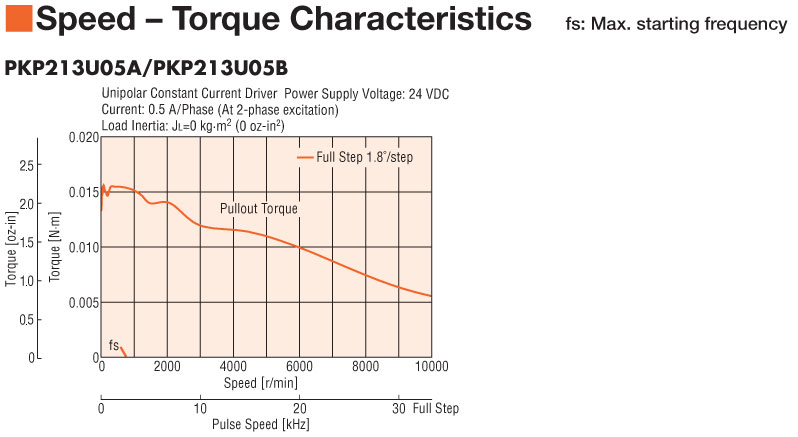 Speed – Torque Characteristics
fs: Max. starting frequency
PKP213U05A/PKP213U05B
Unipolar Constant Current Driver Power Supply Voltage: 24 VDC
Current: 0.5 A/Phase (At 2-phase excitation)
Load Inertia: JL=0 kg·m² (0 oz-in²)
Torque [oz-in]
2.5
2.0
1.5
1.0
0.5
0
Torque [N·m]
0.020
0.015
0.010
0.005
0
Full Step 1.8˚/step
Pullout Torque
fs
0 2000 4000 6000 8000 10000
Speed [r/min]
0 10 20 30 Full Step
Pulse Speed [kHz]